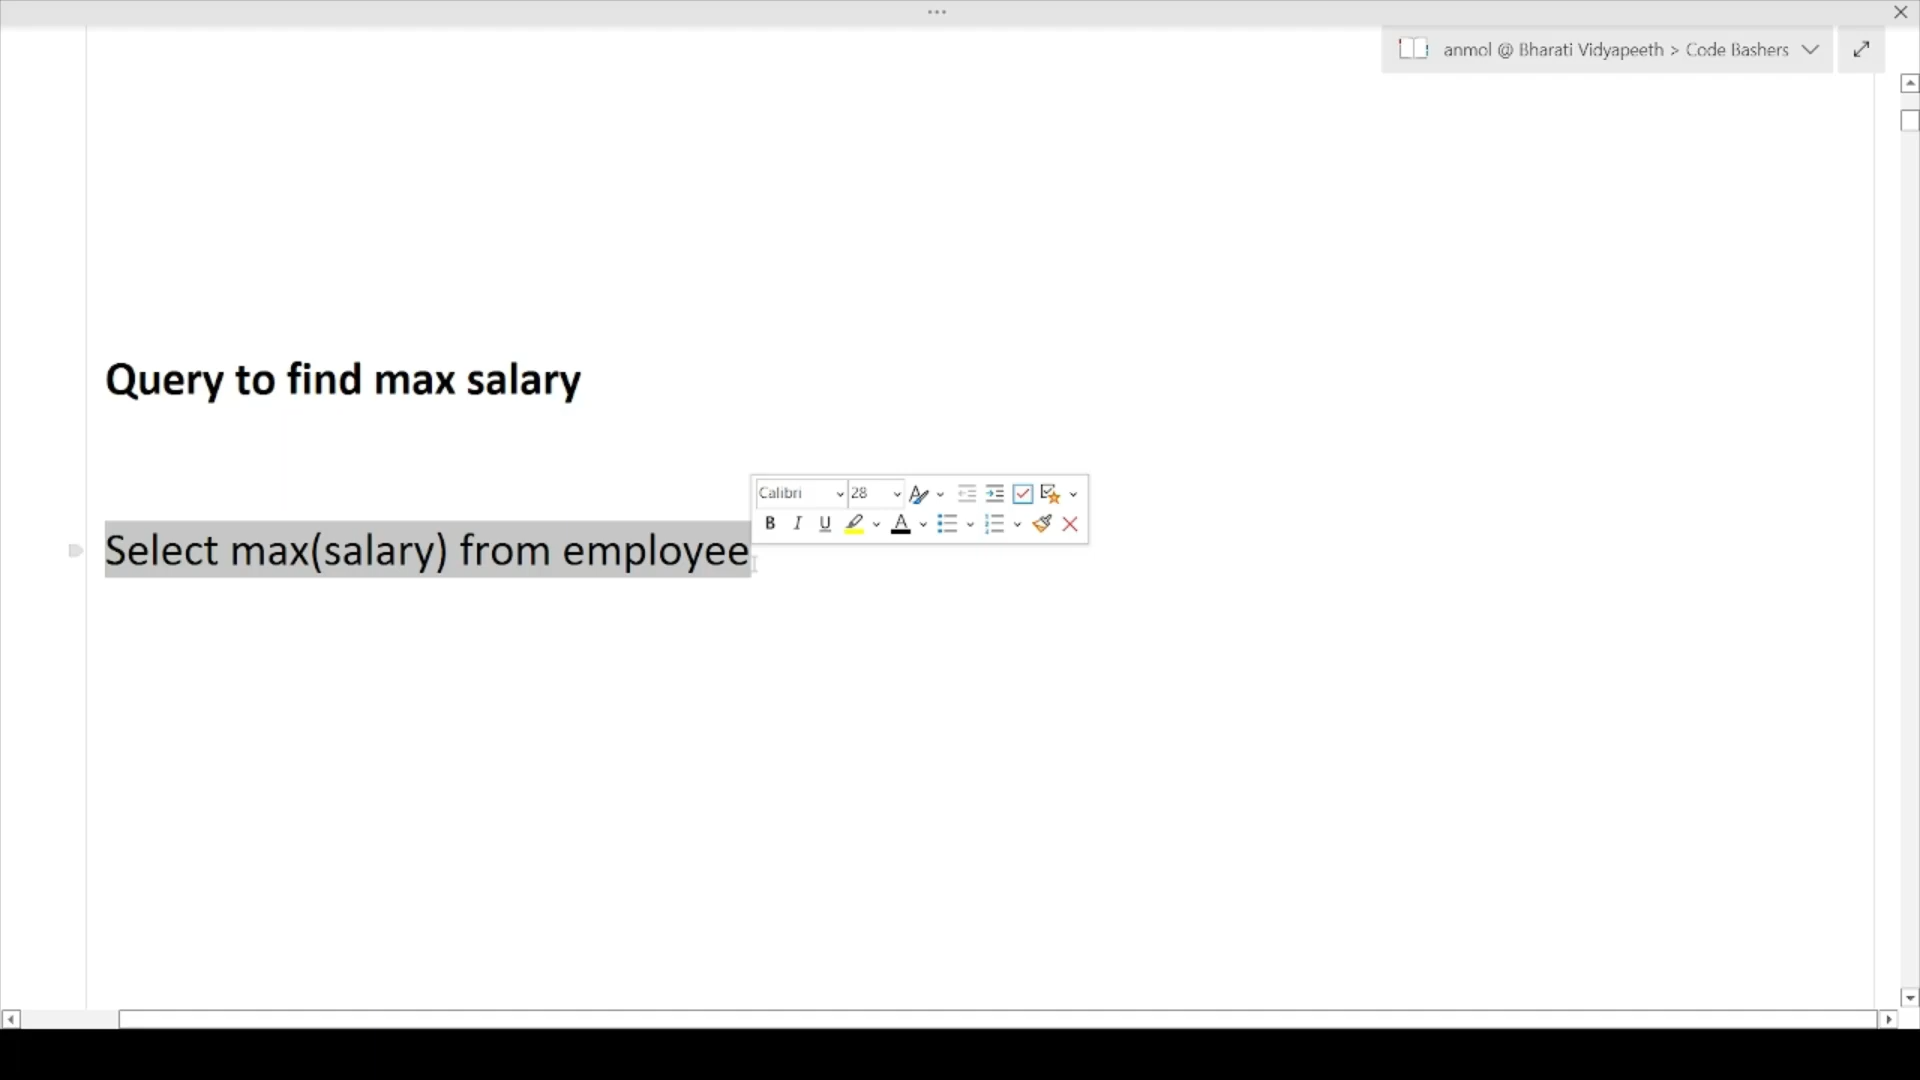 anmol @ Bharati Vidyapeeth > Code Bashers
Query to find max salary
Calibri 28
B I U A
Select max(salary) from employee